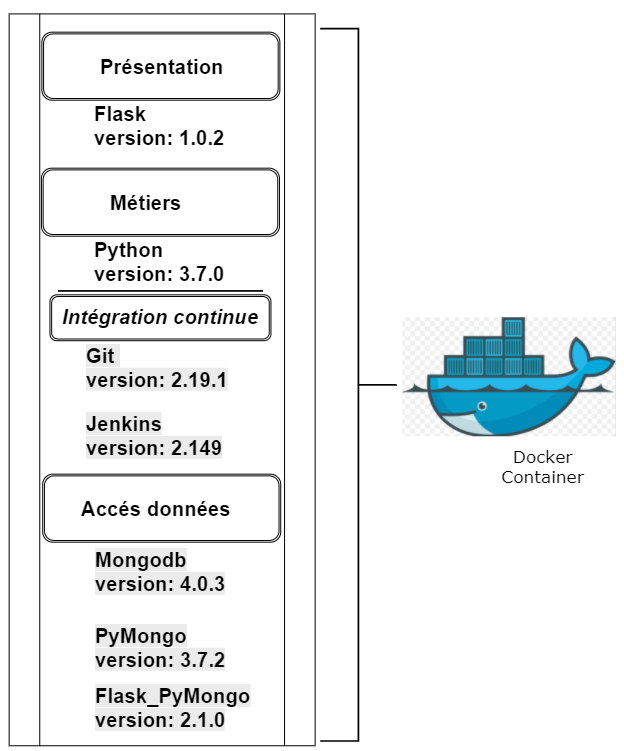 Présentation
Flask
version: 1.0.2
Métiers
Python
version: 3.7.0
Intégration continue
Git
version: 2.19.1
Jenkins
version: 2.149
Accés données
Mongodb
version: 4.0.3
PyMongo
version: 3.7.2
Flask_PyMongo
version: 2.1.0
Docker
Container